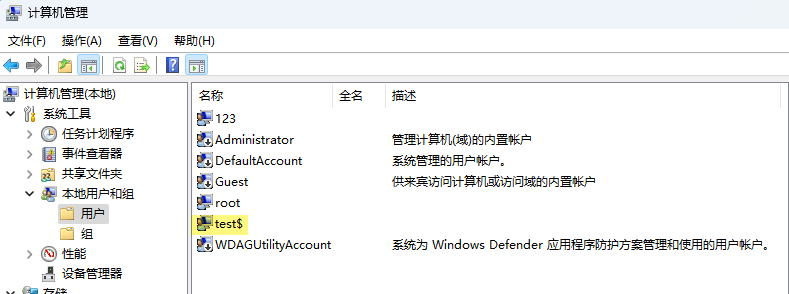 计算机管理
文件(F) 操作(A) 查看(V) 帮助(H)
计算机管理(本地)
系统工具
任务计划程序
事件查看器
共享文件夹
本地用户和组
用户
组
性能
设备管理器
存储
名称 全名 描述
123
Administrator 管理计算机(域)的内置帐户
DefaultAccount 系统管理的用户帐户。
Guest 供来宾访问计算机或访问域的内置帐户
root
test$
WDAGUtilityAccount 系统为 Windows Defender 应用程序防护方案管理和使用的用户帐户。